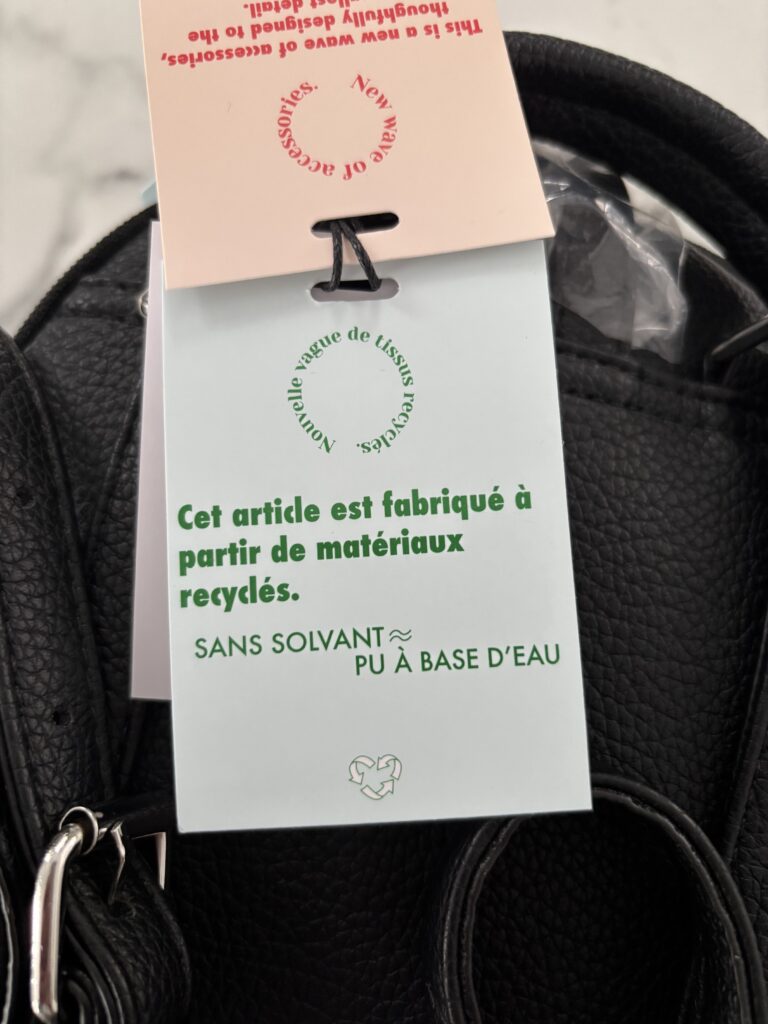 This is a new wave of accessories,
thoughtfully designed to the
detail.
New wave of accessories.
Nouvelle vague de tissus recyclés.
Cet article est fabriqué à
partir de matériaux
recyclés.
SANS SOLVANT
PU À BASE D'EAU